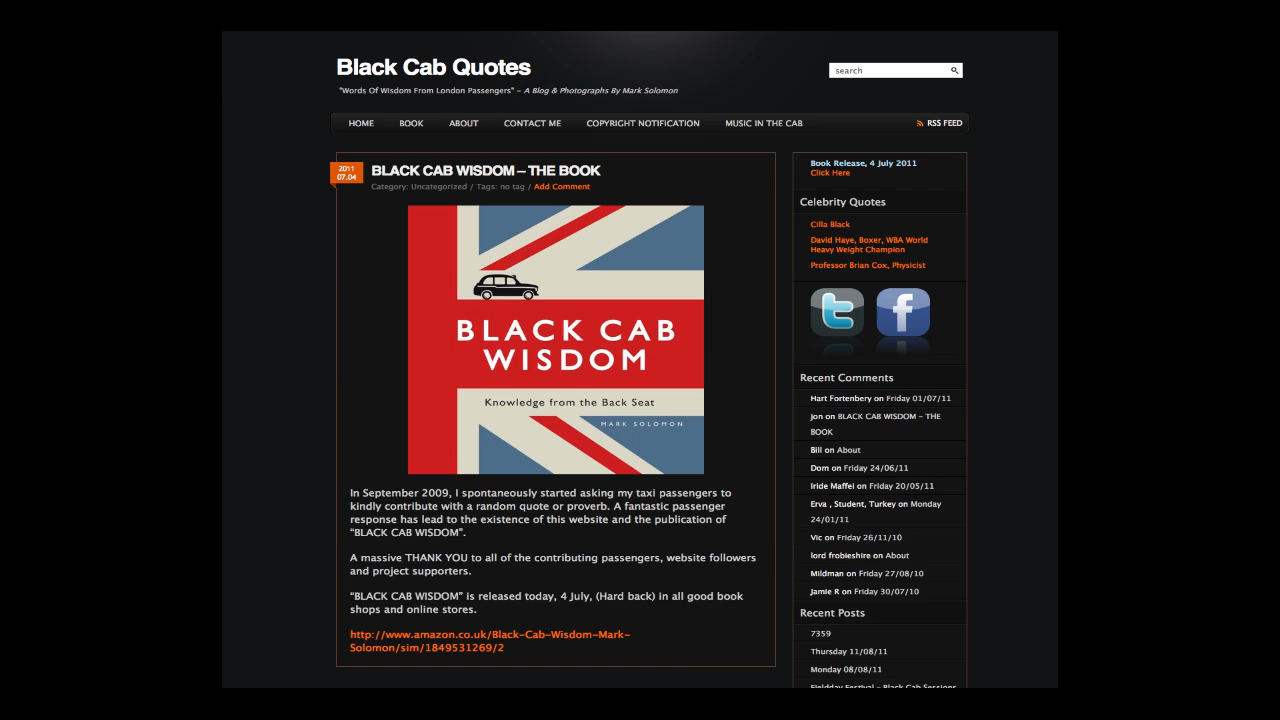 Black Cab Quotes
search
"Words Of Wisdom From London Passengers" – A Blog & Photographs By Mark Solomon
HOME BOOK ABOUT CONTACT ME COPYRIGHT NOTIFICATION MUSIC IN THE CAB RSS FEED
2011
07.04
BLACK CAB WISDOM – THE BOOK
Category: Uncategorized / Tags: no tag / Add Comment
BLACK CAB
WISDOM
Knowledge from the Back Seat
MARK SOLOMON
In September 2009, I spontaneously started asking my taxi passengers to
kindly contribute with a random quote or proverb. A fantastic passenger
response has lead to the existence of this website and the publication of
"BLACK CAB WISDOM".
A massive THANK YOU to all of the contributing passengers, website followers
and project supporters.
"BLACK CAB WISDOM" is released today, 4 July, (Hard back) in all good book
shops and online stores.
http://www.amazon.co.uk/Black-Cab-Wisdom-Mark-
Solomon/sim/1849531269/2
Book Release, 4 July 2011
Click Here
Celebrity Quotes
Cilla Black
David Haye, Boxer, WBA World
Heavy Weight Champion
Professor Brian Cox, Physicist
t f
Recent Comments
Hart Fortenbery on Friday 01/07/11
Jon on BLACK CAB WISDOM – THE
BOOK
Bill on About
Dom on Friday 24/06/11
Iride Maffei on Friday 20/05/11
Erva , Student, Turkey on Monday
24/01/11
Vic on Friday 26/11/10
lord frobieshire on About
Mildman on Friday 27/08/10
Jamie R on Friday 30/07/10
Recent Posts
7359
Thursday 11/08/11
Monday 08/08/11
Fieldday Festival – Black Cab Sessions